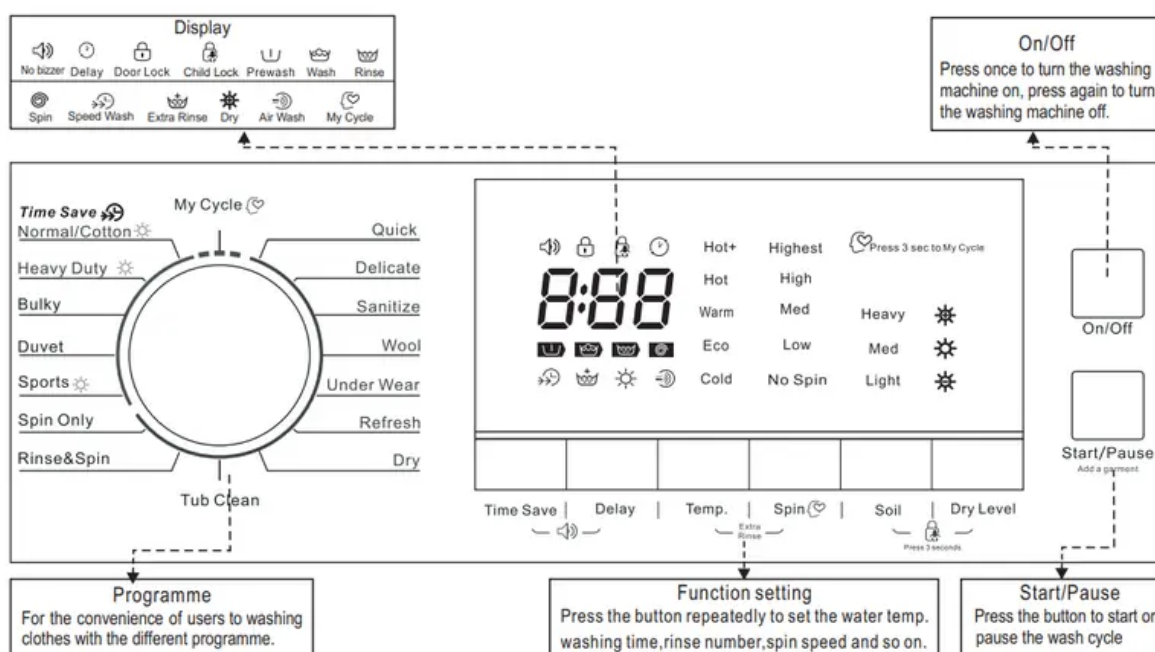 Display
No bizzer Delay Door Lock Child Lock Prewash Wash Rinse
Spin Speed Wash Extra Rinse Dry Air Wash My Cycle
On/Off
Press once to turn the washing
machine on, press again to turn
the washing machine off.
Time Save
My Cycle
Normal/Cotton
Heavy Duty
Bulky
Duvet
Sports
Spin Only
Rinse&Spin
Quick
Delicate
Sanitize
Wool
Under Wear
Refresh
Dry
Tub Clean
8:88
Hot+ Highest Press 3 sec to My Cycle
Hot High
Warm Med Heavy
Eco Low Med
Cold No Spin Light
Time Save | Delay | Temp. | Spin | Soil | Dry Level
Extra
Rinse
Press 3 seconds
On/Off
Start/Pause
Add a garment
Programme
For the convenience of users to washing
clothes with the different programme.
Function setting
Press the button repeatedly to set the water temp.
washing time,rinse number,spin speed and so on.
Start/Pause
Press the button to start or
pause the wash cycle